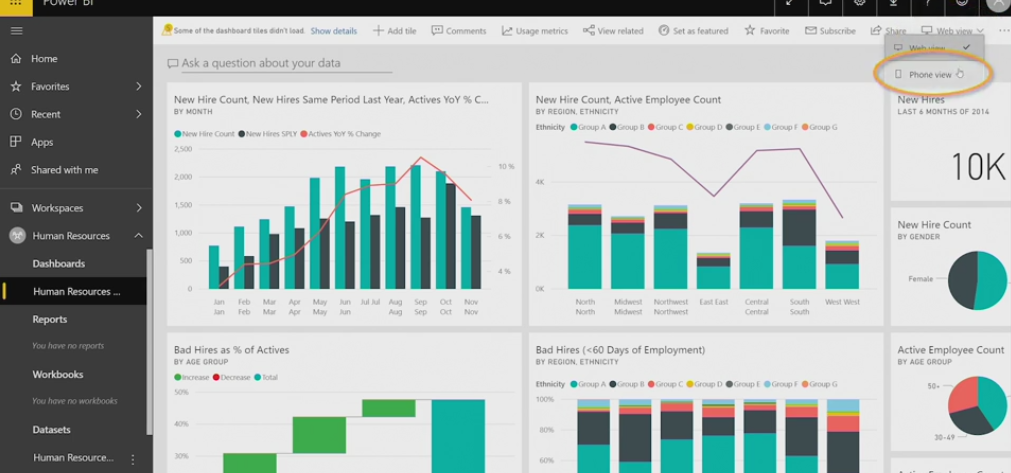 Power BI
Some of the dashboard tiles didn't load. Show details
Add tile
Comments
Usage metrics
View related
Set as featured
Favorite
Subscribe
Share
Web view
Web view
Phone view
Home
Favorites
Recent
Apps
Shared with me
Workspaces
Human Resources
Dashboards
Human Resources ...
Reports
You have no reports
Workbooks
You have no workbooks
Datasets
Human Resource...
Ask a question about your data
New Hire Count, New Hires Same Period Last Year, Actives YoY % C...
BY MONTH
New Hire Count New Hires SPLY Actives YoY % Change
2,500
2,000
1,500
1,000
500
0
10 %
8 %
6 %
4 %
Jan Feb Mar Apr May Jun Jul Jul Aug Sep Oct Nov
Jan Feb Mar Apr May Jun Aug Sep Oct Nov
New Hire Count, Active Employee Count
BY REGION, ETHNICITY
Ethnicity Group A Group B Group C Group D Group E Group F Group G
4K
2K
0K
North Midwest Northwest East East Central South West West
North Midwest Northwest Central South
New Hires
LAST 6 MONTHS OF 2014
10K
New Hire Count
BY GENDER
Female
Bad Hires as % of Actives
BY AGE GROUP
Increase Decrease Total
50%
40%
30%
Bad Hires (<60 Days of Employment)
BY REGION, ETHNICITY
Ethnicity Group A Group B Group C Group D Group E Group F Group G
100%
80%
60%
Active Employee Count
BY AGE GROUP
50+
30-49